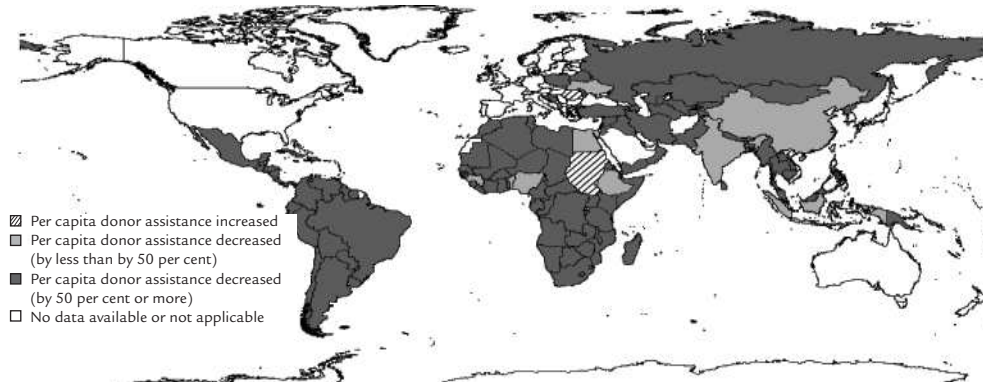 Per capita donor assistance increased
Per capita donor assistance decreased
(by less than by 50 per cent)
Per capita donor assistance decreased
(by 50 per cent or more)
No data available or not applicable